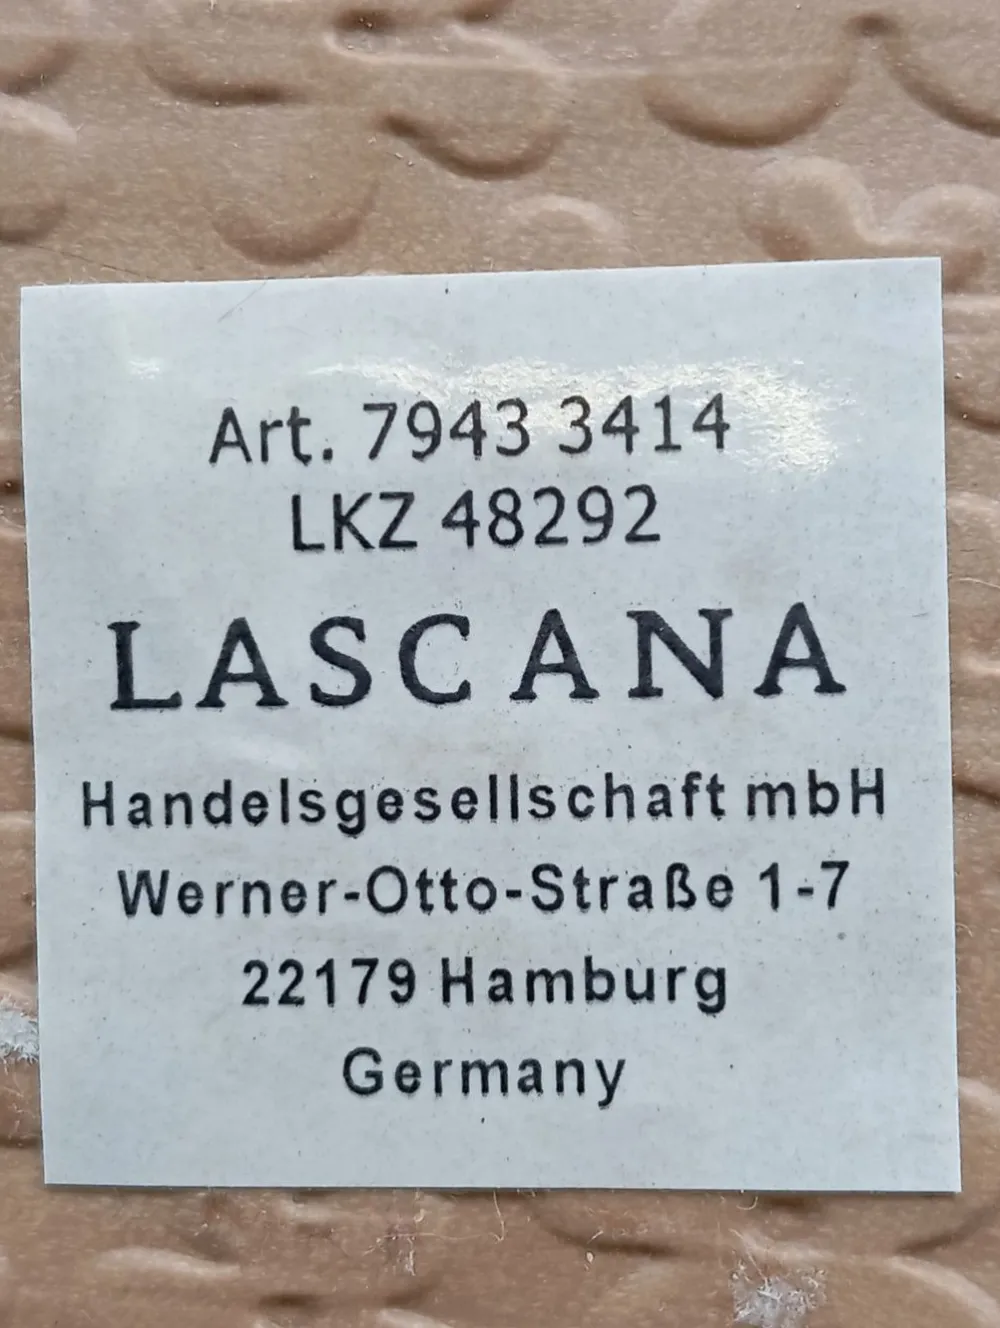 Art. 7943 3414
LKZ 48292
LASCANA
Handelsgesellschaft mbH
Werner-Otto-Straße 1-7
22179 Hamburg
Germany